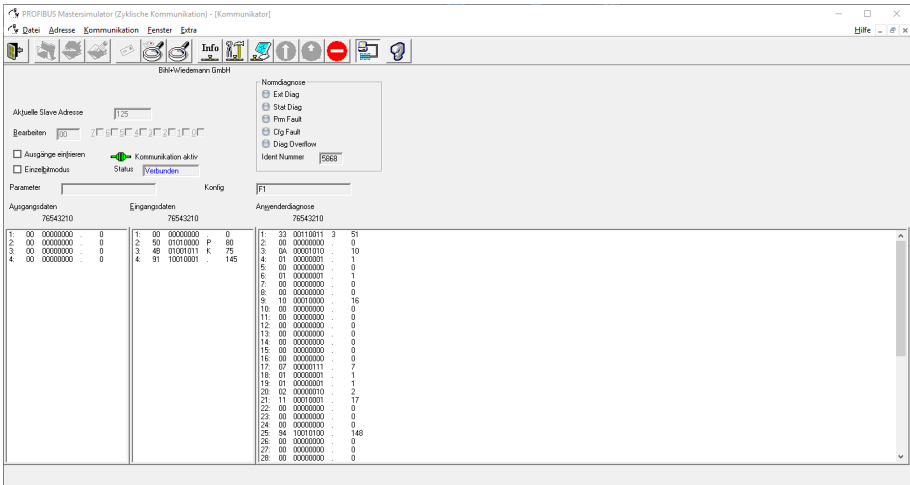 PROFIBUS Mastersimulator (Zyklische Kommunikation) - [Kommunikator]
Datei Adresse Kommunikation Fenster Extra Hilfe
Info
Bihl+Wiedemann GmbH
Normdiagnose
Ext Diag
Stat Diag
Prm Fault
Cfg Fault
Diag Overflow
Ident Nummer 5868
Aktuelle Slave Adresse 125
Bearbeiten 00 7 6 5 4 3 2 1 0
Ausgänge einfrieren
Einzelbitmodus
Kommunikation aktiv
Status Verbunden
Parameter Konfig F1
Ausgangsdaten Eingangsdaten Anwenderdiagnose
76543210 76543210 76543210
1: 00 00000000 . 0
2: 00 00000000 . 0
3: 00 00000000 . 0
4: 00 00000000 . 0
1: 00 00000000 . 0
2: 50 01010000 P 80
3: 4B 01001011 K 75
4: 91 10010001 . 145
1: 33 00110011 3 51
2: 00 00000000 . 0
3: 0A 00001010 . 10
4: 01 00000001 . 1
5: 00 00000000 . 0
6: 01 00000001 . 1
7: 00 00000000 . 0
8: 00 00000000 . 0
9: 10 00010000 . 16
10: 00 00000000 . 0
11: 00 00000000 . 0
12: 00 00000000 . 0
13: 00 00000000 . 0
14: 00 00000000 . 0
15: 00 00000000 . 0
16: 00 00000000 . 0
17: 07 00000111 . 7
18: 01 00000001 . 1
19: 01 00000001 . 1
20: 02 00000010 . 2
21: 11 00010001 . 17
22: 00 00000000 . 0
23: 00 00000000 . 0
24: 00 00000000 . 0
25: 94 10010100 . 148
26: 00 00000000 . 0
27: 00 00000000 . 0
28: 00 00000000 . 0